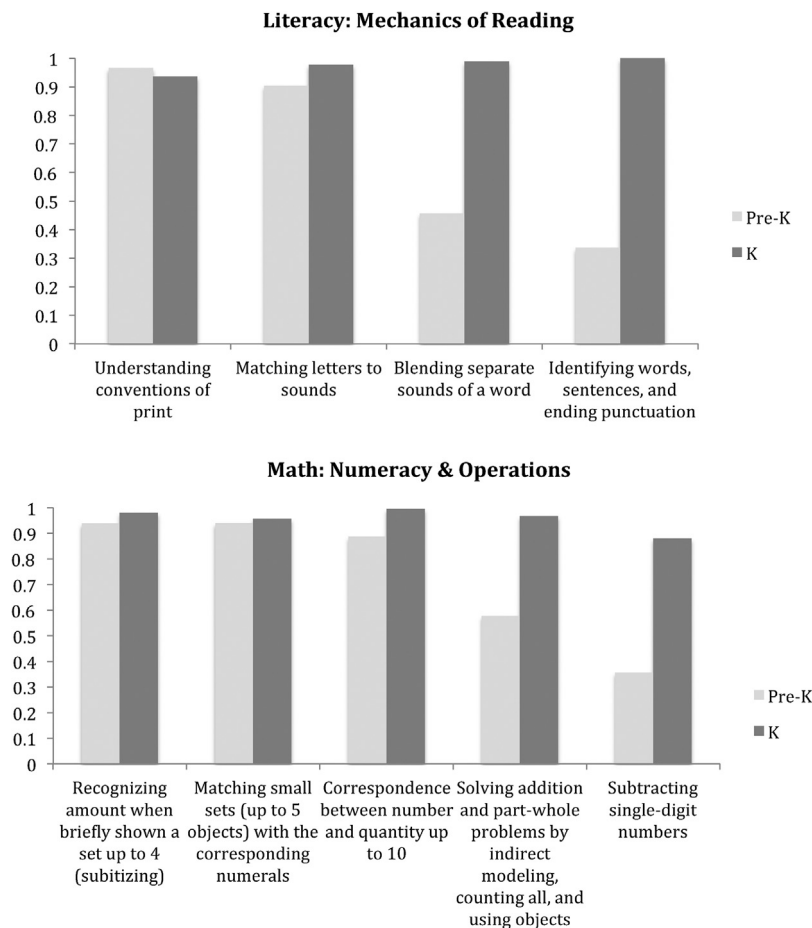 Literacy: Mechanics of Reading
1
0.9
0.8
0.7
0.6
0.5
0.4
0.3
0.2
0.1
0
Pre-K
K
Understanding
conventions of
print
Matching letters to
sounds
Blending separate
sounds of a word
Identifying words,
sentences, and
ending punctuation
Math: Numeracy & Operations
1
0.9
0.8
0.7
0.6
0.5
0.4
0.3
0.2
0.1
0
Pre-K
K
Recognizing
amount when
briefly shown a
set up to 4
(subitizing)
Matching small
sets (up to 5
objects) with the
corresponding
numerals
Correspondence
between number
and quantity up
to 10
Solving addition
and part-whole
problems by
indirect
modeling,
counting all, and
using objects
Subtracting
single-digit
numbers